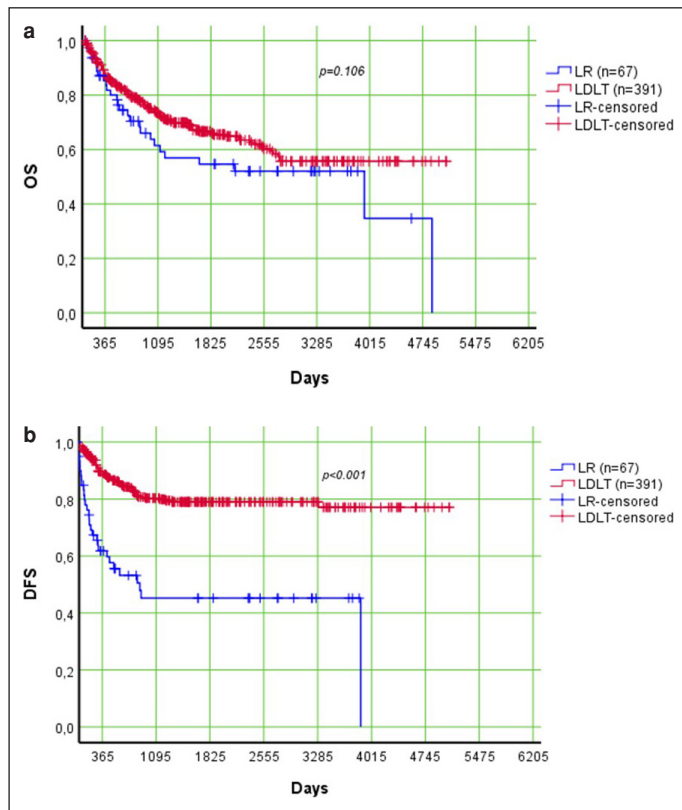 a
1,0
0,8
0,6
0,4
0,2
0,0
OS
p=0.106
LR (n=67)
LDLT (n=391)
LR-censored
LDLT-censored
365 1095 1825 2555 3285 4015 4745 5475 6205
Days
b
1,0
0,8
0,6
0,4
0,2
0,0
DFS
p<0.001
LR (n=67)
LDLT (n=391)
LR-censored
LDLT-censored
365 1095 1825 2555 3285 4015 4745 5475 6205
Days